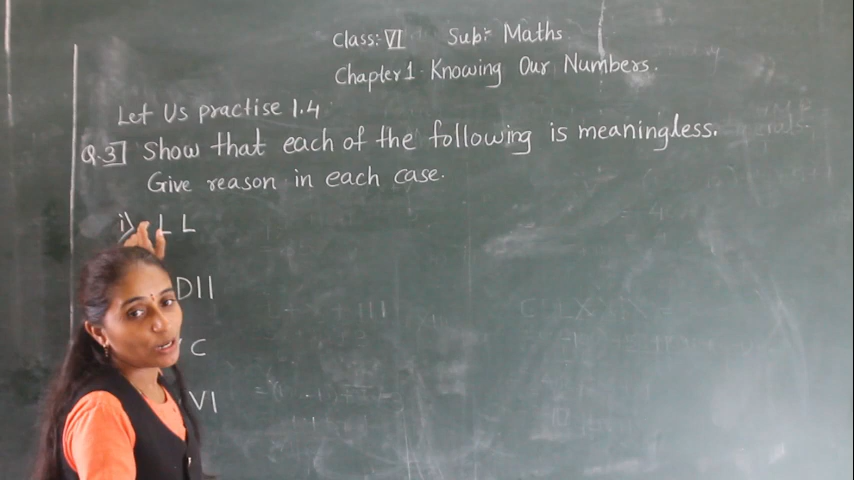 Class: VI Sub:- Maths
Chapter 1. Knowing Our Numbers.
Let Us practise 1.4
Q.3] Show that each of the following is meaningless.
Give reason in each case.
i) LL
DII
C
VI